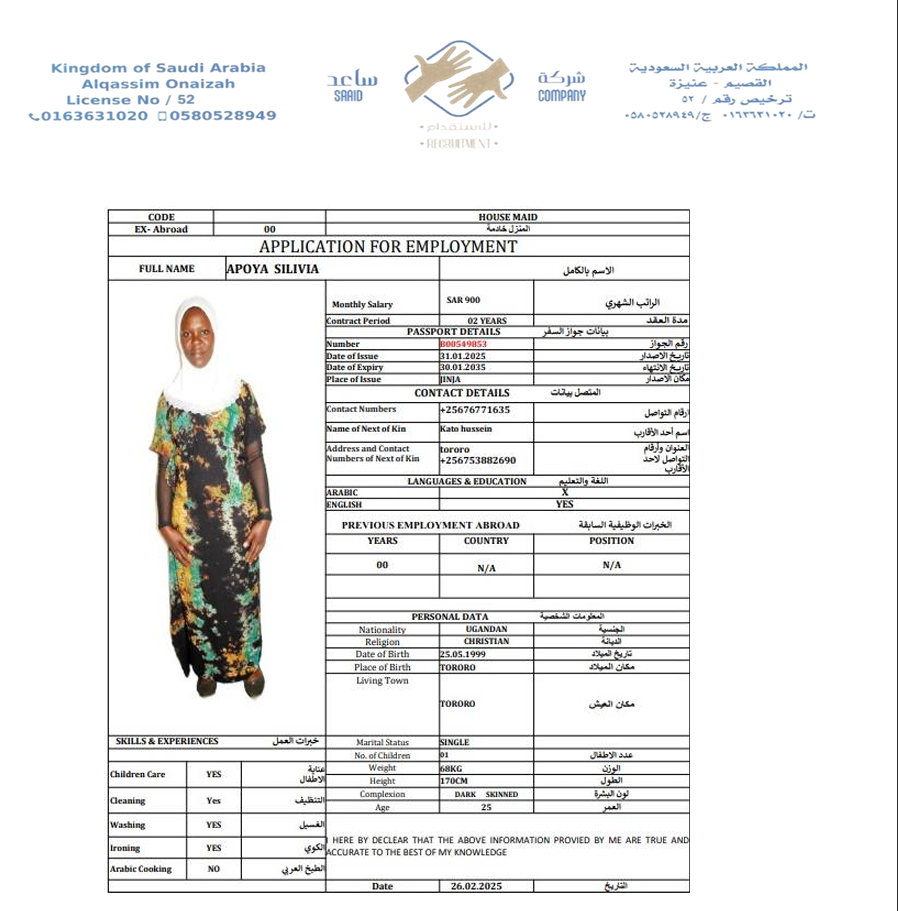 Kingdom of Saudi Arabia
Alqassim Onaizah
License No / 52
0163631020 0580528949
ساعد
SAAID
شركة
COMPANY
• للاستقدام •
• RECRUITMENT •
المملكة العربية السعودية
القصيم - عنيزة
ترخيص رقم / ٥٢
ت/ ٠١٦٣٦٣١٠٢٠ ج/٠٥٨٠٥٢٨٩٤٩
CODE HOUSE MAID
EX- Abroad 00 المنزل خادمة
APPLICATION FOR EMPLOYMENT
FULL NAME APOYA SILIVIA الاسم بالكامل
Monthly Salary SAR 900 الراتب الشهري
Contract Period 02 YEARS مدة العقد
PASSPORT DETAILS بيانات جواز السفر
Number B00549853 رقم الجواز
Date of Issue 31.01.2025 تاريخ الاصدار
Date of Expiry 30.01.2035 تاريخ الانتهاء
Place of Issue JINJA مكان الاصدار
CONTACT DETAILS المتصل بيانات
Contact Numbers +25676771635 ارقام التواصل
Name of Next of Kin Kato hussein اسم أحد الأقارب
Address and Contact tororo العنوان وأرقام
Numbers of Next of Kin +256753882690 التواصل لاحد
الأقارب
LANGUAGES & EDUCATION اللغة والتعليم
ARABIC X
ENGLISH YES
PREVIOUS EMPLOYMENT ABROAD الخبرات الوظيفية السابقة
YEARS COUNTRY POSITION
00 N/A N/A
PERSONAL DATA المعلومات الشخصية
Nationality UGANDAN الجنسية
Religion CHRISTIAN الديانة
Date of Birth 25.05.1999 تاريخ الميلاد
Place of Birth TORORO مكان الميلاد
Living Town TORORO مكان العيش
SKILLS & EXPERIENCES خبرات العمل
Marital Status SINGLE
No. of Children 01 عدد الاطفال
Weight 68KG الوزن
Height 170CM الطول
Complexion DARK SKINNED لون البشرة
Age 25 العمر
Children Care YES عناية
الاطفال
Cleaning Yes التنظيف
Washing YES الغسيل
Ironing YES الكوي
Arabic Cooking NO الطبخ العربي
I HERE BY DECLEAR THAT THE ABOVE INFORMATION PROVIED BY ME ARE TRUE AND
ACCURATE TO THE BEST OF MY KNOWLEDGE
Date 26.02.2025 التاريخ